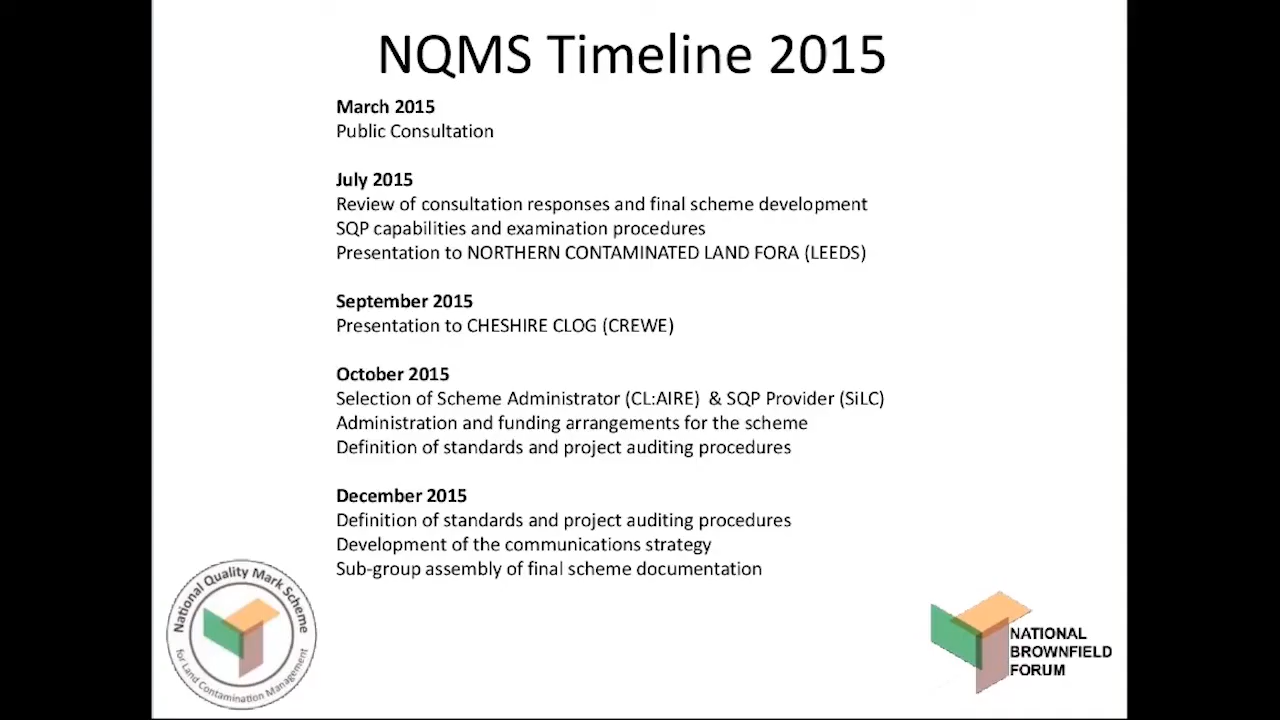 NQMS Timeline 2015
March 2015
Public Consultation
July 2015
Review of consultation responses and final scheme development
SQP capabilities and examination procedures
Presentation to NORTHERN CONTAMINATED LAND FORA (LEEDS)
September 2015
Presentation to CHESHIRE CLOG (CREWE)
October 2015
Selection of Scheme Administrator (CL:AIRE) & SQP Provider (SiLC)
Administration and funding arrangements for the scheme
Definition of standards and project auditing procedures
December 2015
Definition of standards and project auditing procedures
Development of the communications strategy
Sub-group assembly of final scheme documentation
National Quality Mark Scheme
for Land Contamination Management
NATIONAL
BROWNFIELD
FORUM